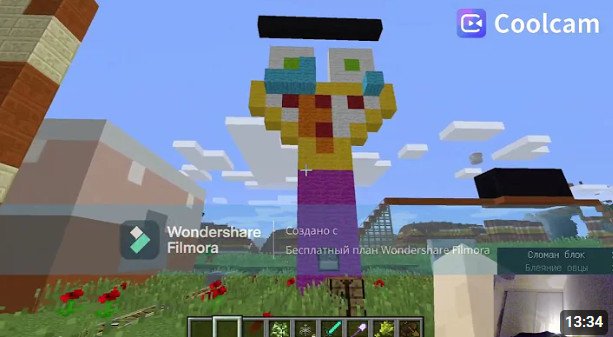 Coolcam
Wondershare
Filmora
Создано с
Бесплатный план Wondershare Filmora
Сломан блок
Блеяние овцы
13:34